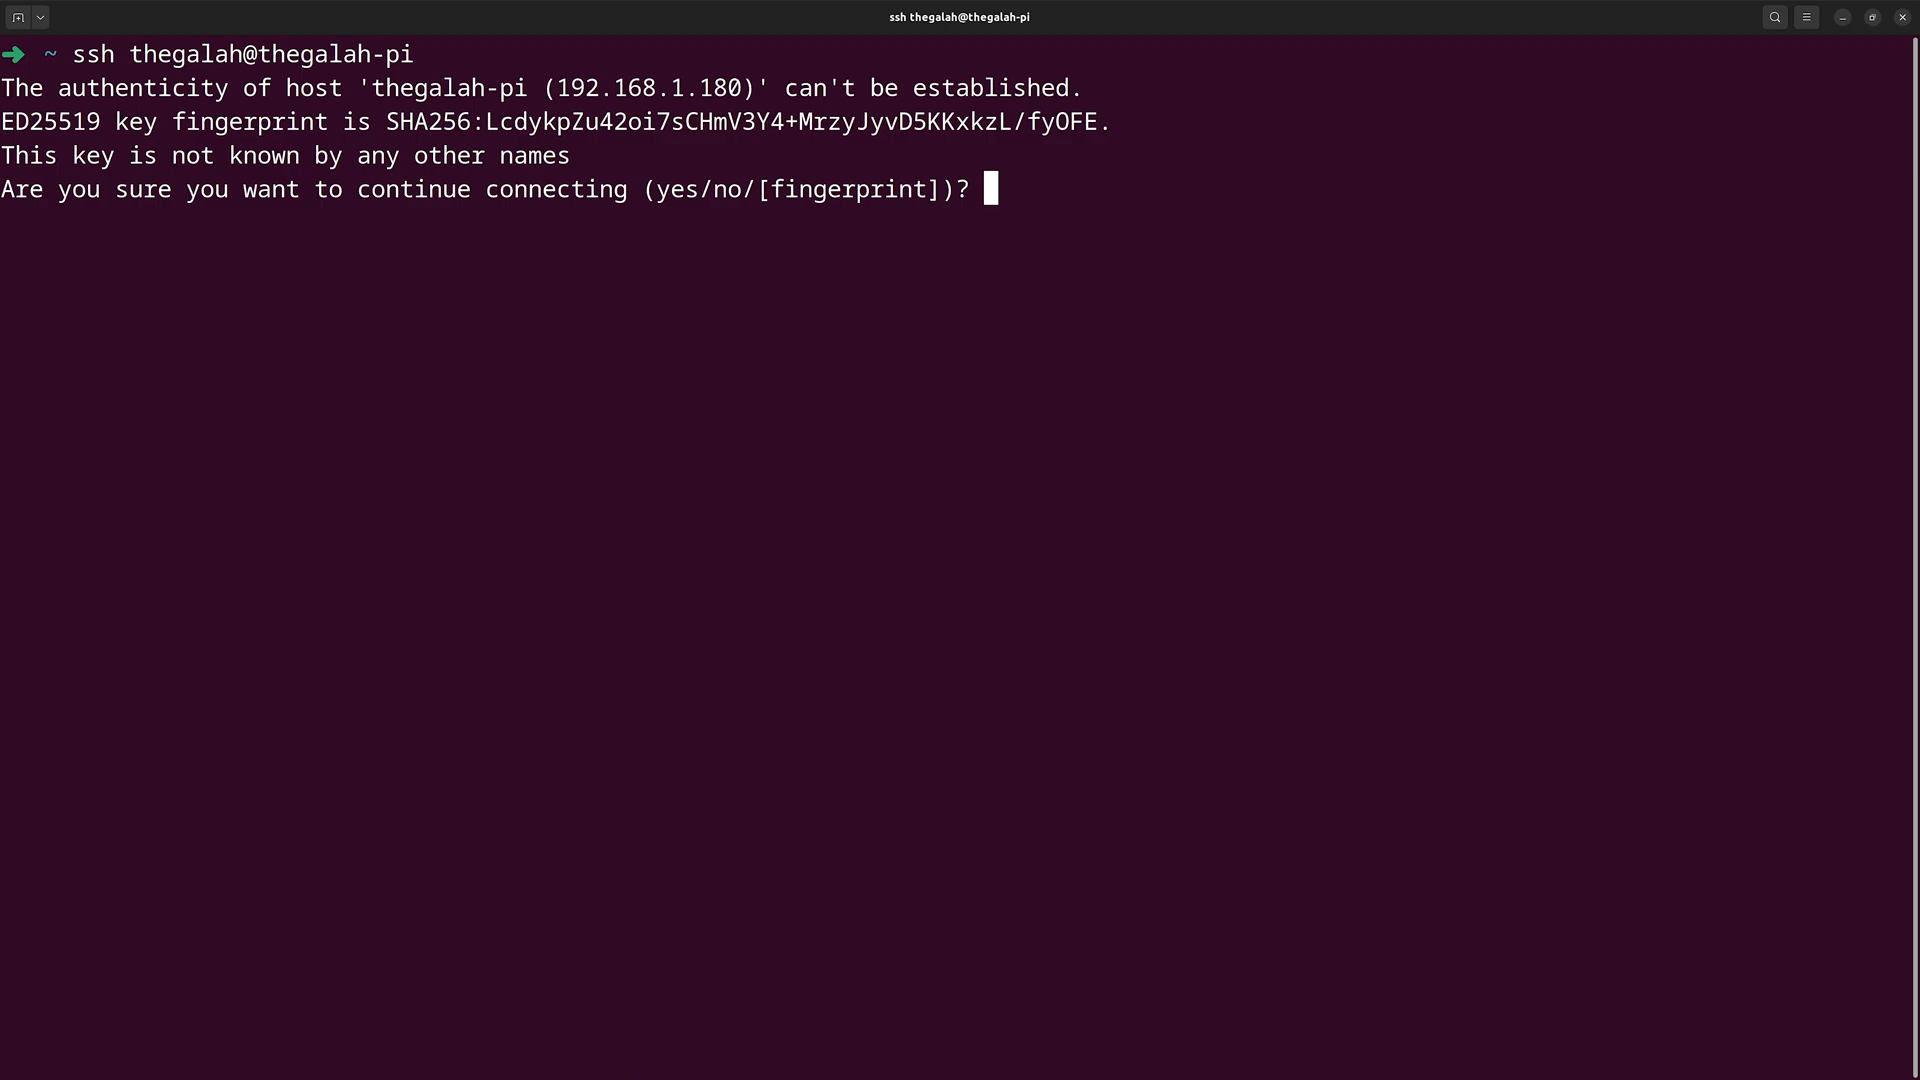 ssh thegalah@thegalah-pi
➜ ~ ssh thegalah@thegalah-pi
The authenticity of host 'thegalah-pi (192.168.1.180)' can't be established.
ED25519 key fingerprint is SHA256:LcdykpZu42oi7sCHmV3Y4+MrzyJyvD5KKxkzL/fyOFE.
This key is not known by any other names
Are you sure you want to continue connecting (yes/no/[fingerprint])?